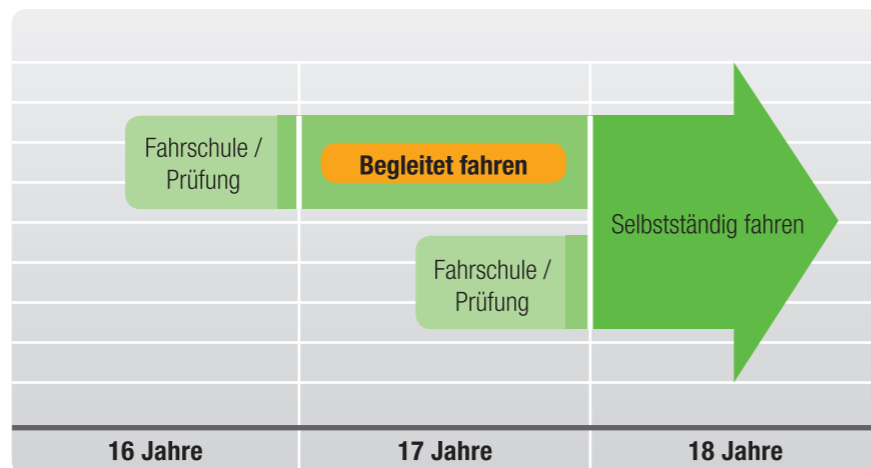 Fahrschule /
Prüfung
Begleitet fahren
Selbstständig fahren
Fahrschule /
Prüfung
16 Jahre
17 Jahre
18 Jahre